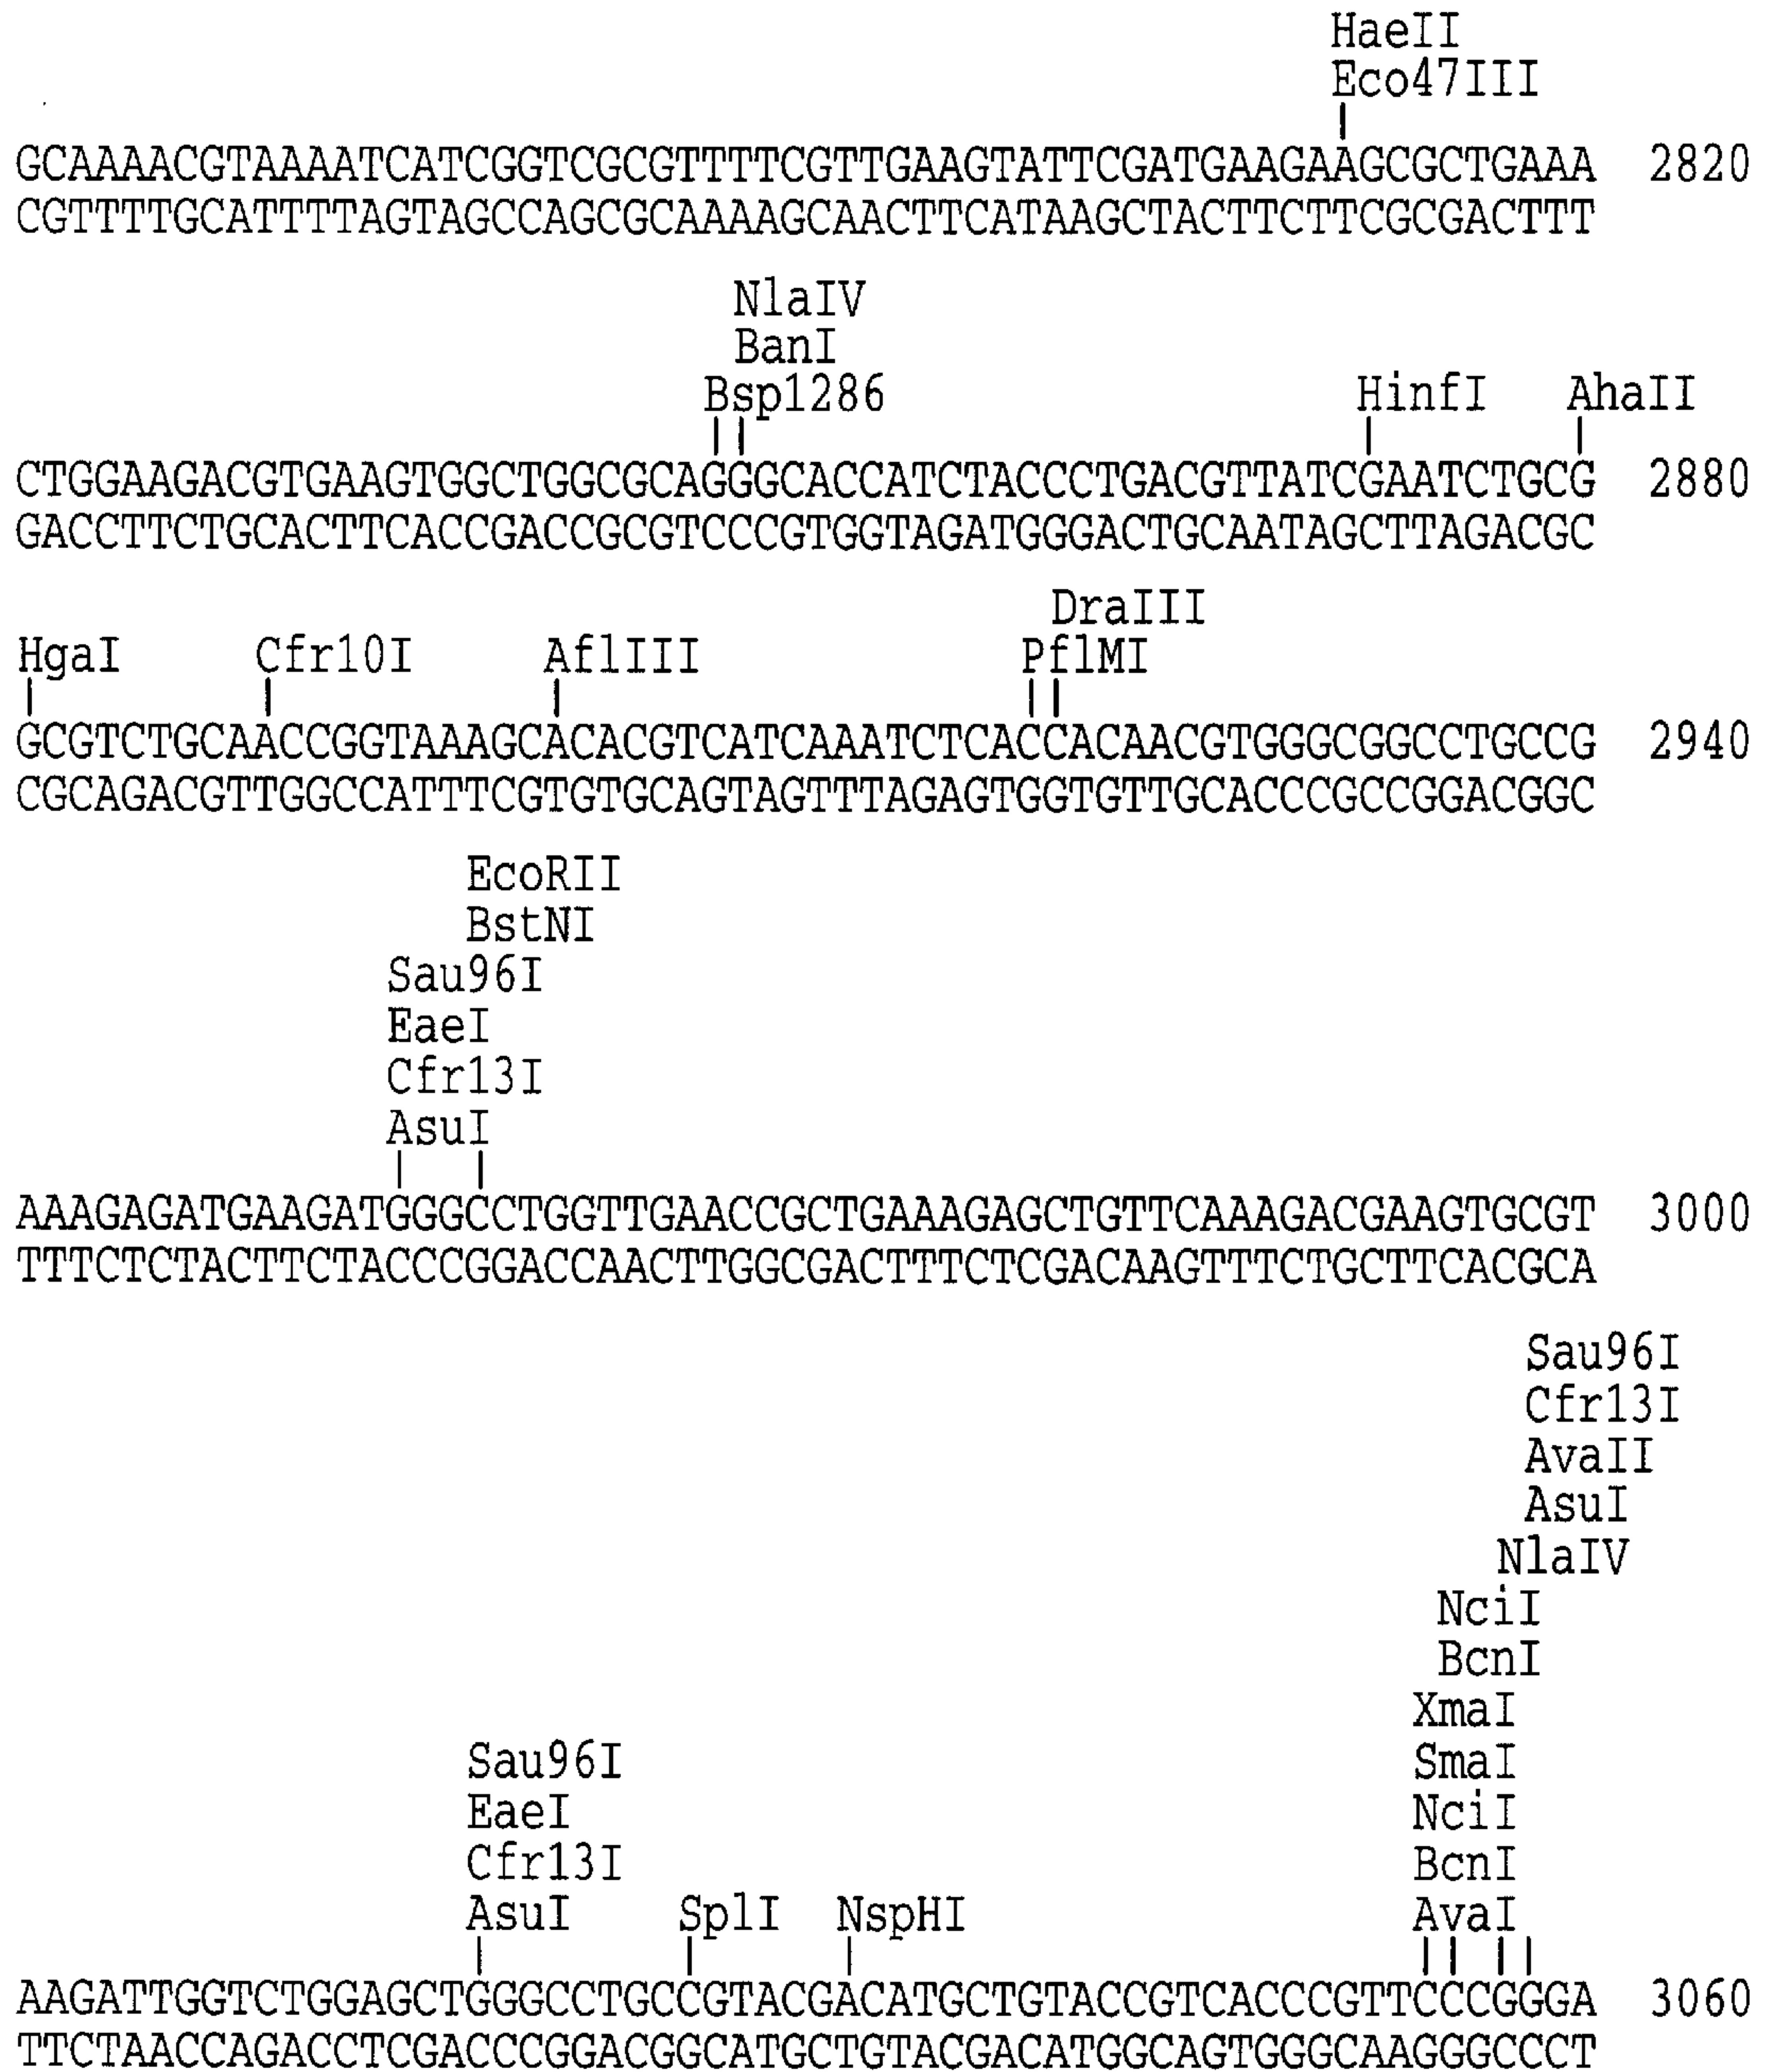 HaeII
Eco47III
GCAAAACGTAAAATCATCGGTCGCGTTTTCGTTGAAGTATTCGATGAAGAAGCGCTGAAA 2820
CGTTTTGCATTTTAGTAGCCAGCGCAAAAGCAACTTCATAAGCTACTTCTTCGCGACTTT
NlaIV
BanI
Bsp1286 HinfI AhaII
CTGGAAGACGTGAAGTGGCTGGCGCAGGGCACCATCTACCCTGACGTTATCGAATCTGCG 2880
GACCTTCTGCACTTCACCGACCGCGTCCCGTGGTAGATGGGACTGCAATAGCTTAGACGC
DraIII
HgaI Cfr10I AflIII PflMI
GCGTCTGCAACCGGTAAAGCACACGTCATCAAATCTCACCACAACGTGGGCGGCCTGCCG 2940
CGCAGACGTTGGCCATTTCGTGTGCAGTAGTTTAGAGTGGTGTTGCACCCGCCGGACGGC
EcoRII
BstNI
Sau96I
EaeI
Cfr13I
AsuI
AAAGAGATGAAGATGGGCCTGGTTGAACCGCTGAAAGAGCTGTTCAAAGACGAAGTGCGT 3000
TTTCTCTACTTCTACCCGGACCAACTTGGCGACTTTCTCGACAAGTTTCTGCTTCACGCA
Sau96I
Cfr13I
AvaII
AsuI
NlaIV
NciI
BcnI
XmaI
Sau96I SmaI
EaeI NciI
Cfr13I BcnI
AsuI SplI NspHI AvaI
AAGATTGGTCTGGAGCTGGGCCTGCCGTACGACATGCTGTACCGTCACCCGTTCCCGGGA 3060
TTCTAACCAGACCTCGACCCGGACGGCATGCTGTACGACATGGCAGTGGGCAAGGGCCCT